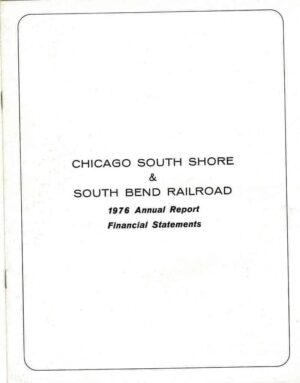 CHICAGO SOUTH SHORE
&
SOUTH BEND RAILROAD
1976 Annual Report
Financial Statements